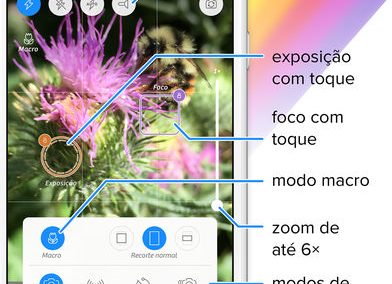 Macro
exposição
com toque
Foco
foco com
toque
Exposição
modo macro
Macro
Recorte normal
zoom de
até 6×
modos de